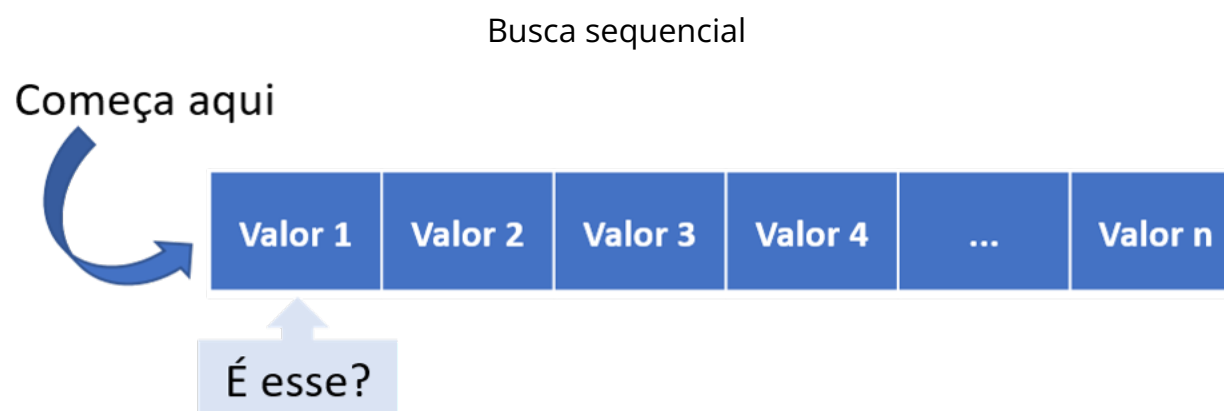 Busca sequencial
Começa aqui
Valor 1 Valor 2 Valor 3 Valor 4 ... Valor n
É esse?